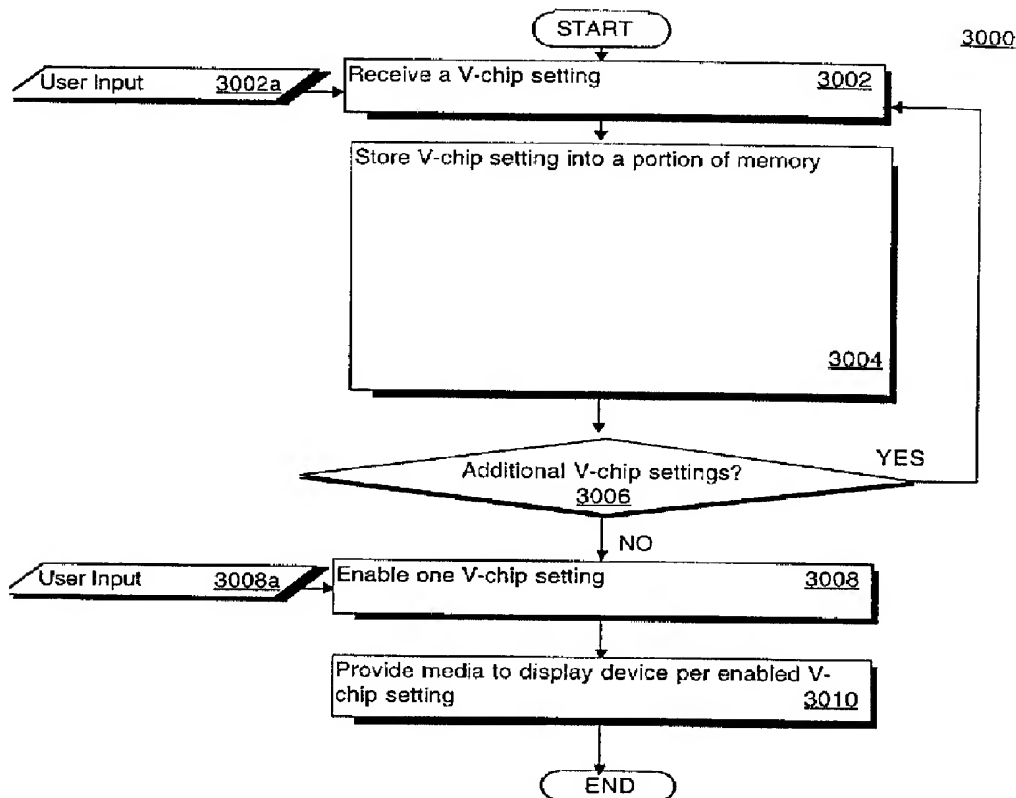 START
3000
User Input 3002a
Receive a V-chip setting 3002
Store V-chip setting into a portion of memory
3004
Additional V-chip settings?
YES
3006
NO
User Input 3008a
Enable one V-chip setting 3008
Provide media to display device per enabled V-
chip setting 3010
END